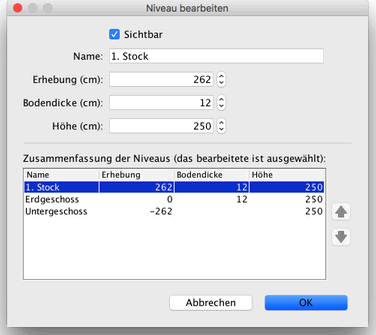 Niveau bearbeiten
Sichtbar
Name: 1. Stock
Erhebung (cm): 262
Bodendicke (cm): 12
Höhe (cm): 250
Zusammenfassung der Niveaus (das bearbeitete ist ausgewählt):
Name Erhebung Bodendicke Höhe
1. Stock 262 12 250
Erdgeschoss 0 12 250
Untergeschoss -262 250
Abbrechen OK